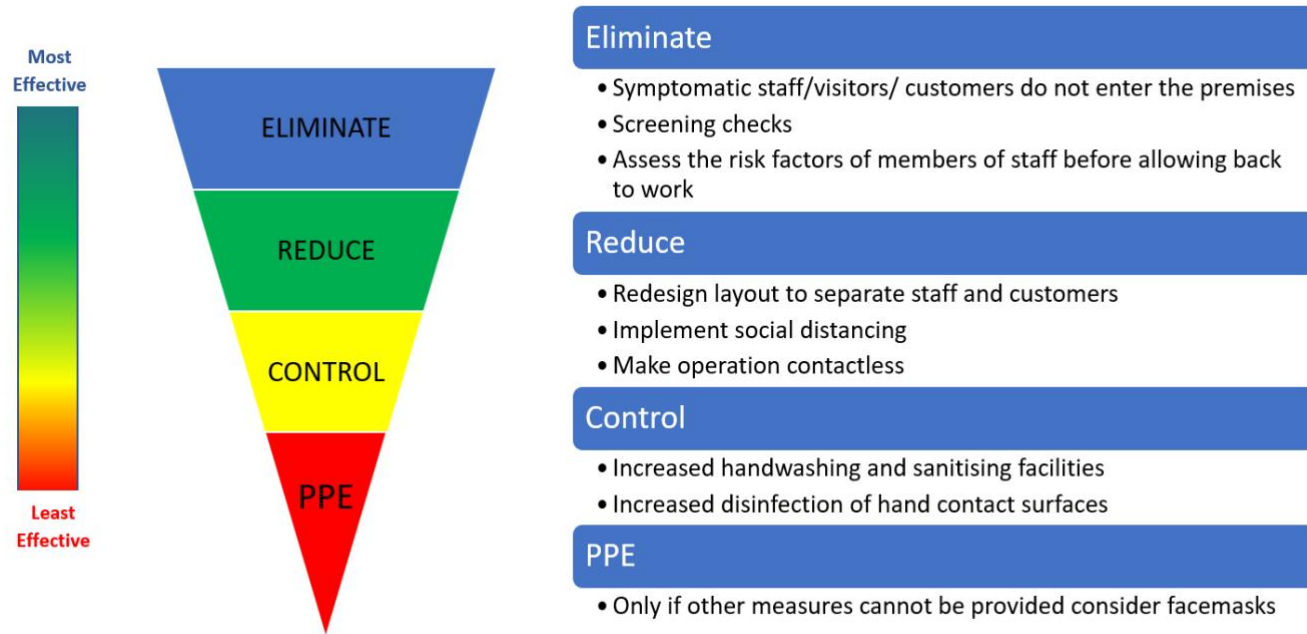 Most
Effective
Least
Effective
ELIMINATE
REDUCE
CONTROL
PPE
Eliminate
• Symptomatic staff/visitors/ customers do not enter the premises
• Screening checks
• Assess the risk factors of members of staff before allowing back
to work
Reduce
• Redesign layout to separate staff and customers
• Implement social distancing
• Make operation contactless
Control
• Increased handwashing and sanitising facilities
• Increased disinfection of hand contact surfaces
PPE
• Only if other measures cannot be provided consider facemasks